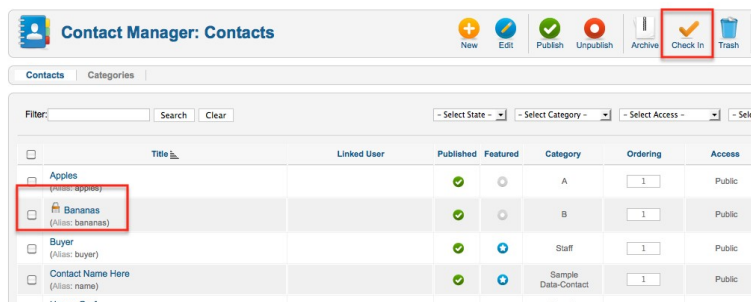 Contact Manager: Contacts
New Edit Publish Unpublish Archive Check In Trash
Contacts Categories
Filter: Search Clear - Select State - - Select Category - - Select Access - - Sele
Title Linked User Published Featured Category Ordering Access
Apples A 1 Public
(Alias: apples)
Bananas B 1 Public
(Alias: bananas)
Buyer Staff 1 Public
(Alias: buyer)
Contact Name Here Sample 1 Public
(Alias: name) Data-Contact